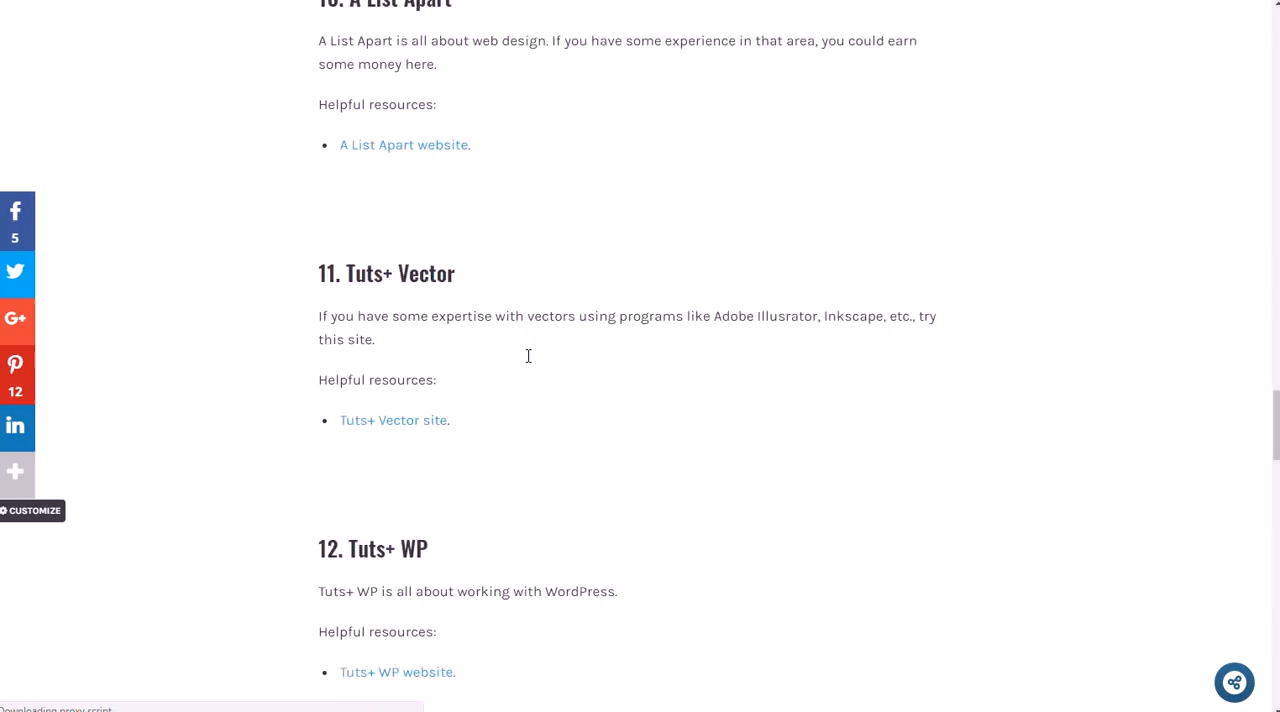 10. A List Apart
A List Apart is all about web design. If you have some experience in that area, you could earn
some money here.
Helpful resources:
A List Apart website.
5
11. Tuts+ Vector
If you have some expertise with vectors using programs like Adobe Illusrator, Inkscape, etc., try
this site.
Helpful resources:
12
Tuts+ Vector site.
CUSTOMIZE
12. Tuts+ WP
Tuts+ WP is all about working with WordPress.
Helpful resources:
Tuts+ WP website.
Downloading proxy script